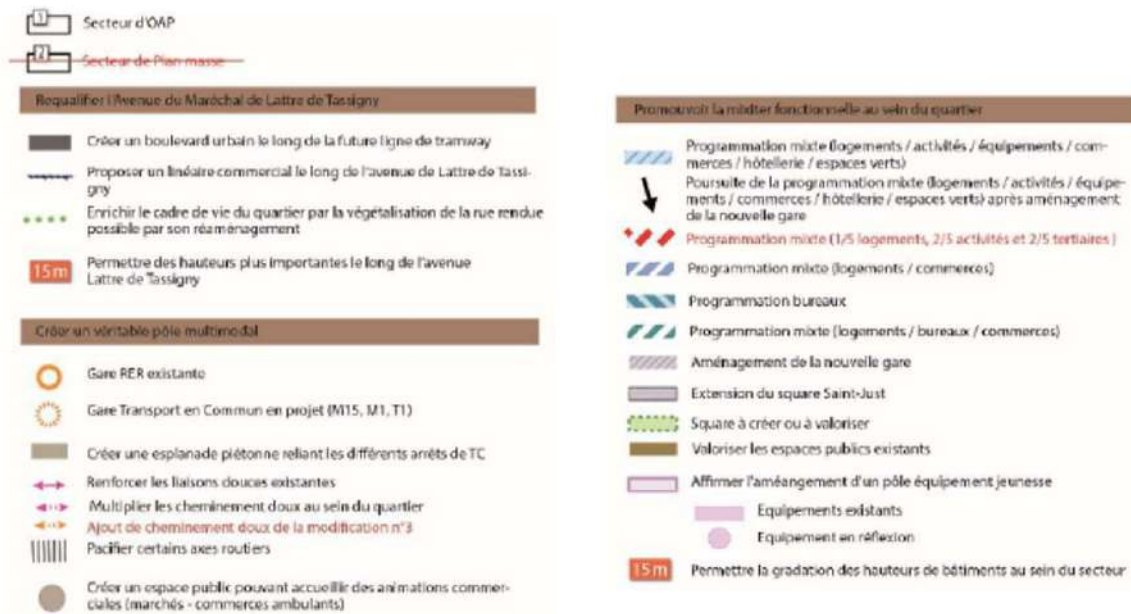 1 Secteur d'OAP
2 Secteur de Plan masse
Requalifier l'Avenue du Maréchal de Lattre de Tassigny
Créer un boulevard urbain le long de la future ligne de tramway
Proposer un linéaire commercial le long de l'avenue de Lattre de Tassi-
gny
Enrichir le cadre de vie du quartier par la végétalisation de la rue rendue
possible par son réaménagement
15m Permettre des hauteurs plus importantes le long de l'avenue
Lattre de Tassigny
Créer un véritable pôle multimodal
Gare RER existante
Gare Transport en Commun en projet (M15, M1, T1)
Créer une esplanade piétonne reliant les différents arrêts de TC
Renforcer les liaisons douces existantes
Multiplier les cheminement doux au sein du quartier
Ajout de cheminement doux de la modification n°3
Pacifier certains axes routiers
Créer un espace public pouvant accueillir des animations commer-
ciales (marchés - commerces ambulants)
Promouvoir la mixiter fonctionnelle au sein du quartier
Programmation mixte (logements / activités / équipements / com-
merces / hôtellerie / espaces verts)
Poursuite de la programmation mixte (logements / activités / équipe-
ments / commerces / hôtellerie / espaces verts) après aménagement
de la nouvelle gare
Programmation mixte (1/5 logements, 2/5 activités et 2/5 tertiaires )
Programmation mixte (logements / commerces)
Programmation bureaux
Programmation mixte (logements / bureaux / commerces)
Aménagement de la nouvelle gare
Extension du square Saint-Just
Square à créer ou à valoriser
Valoriser les espaces publics existants
Affirmer l'améangement d'un pôle équipement jeunesse
Equipements existants
Equipement en réflexion
15m Permettre la gradation des hauteurs de bâtiments au sein du secteur